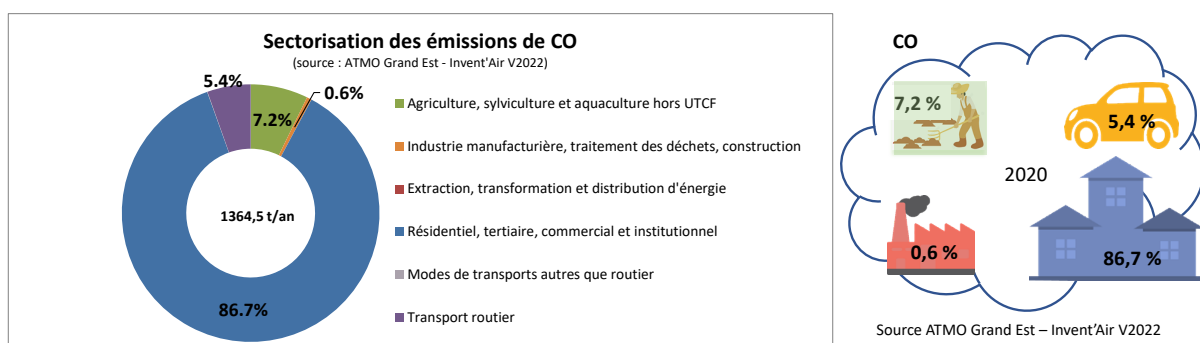 Sectorisation des émissions de CO
(source : ATMO Grand Est - Invent'Air V2022)
5.4%
0.6%
7.2%
1364,5 t/an
86.7%
Agriculture, sylviculture et aquaculture hors UTCF
Industrie manufacturière, traitement des déchets, construction
Extraction, transformation et distribution d'énergie
Résidentiel, tertiaire, commercial et institutionnel
Modes de transports autres que routier
Transport routier
CO
7,2 %
5,4 %
2020
0,6 %
86,7 %
Source ATMO Grand Est – Invent'Air V2022